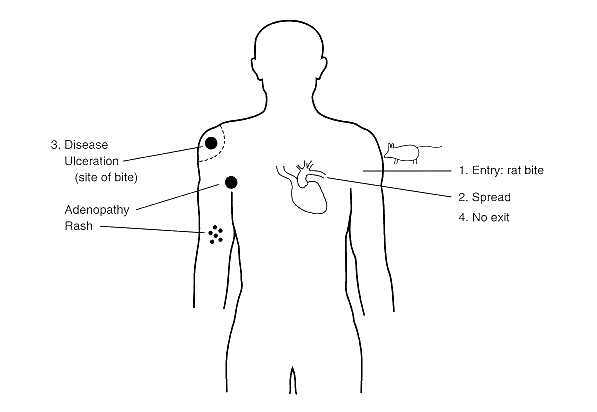 3. Disease
Ulceration
(site of bite)
Adenopathy
Rash
1. Entry: rat bite
2. Spread
4. No exit